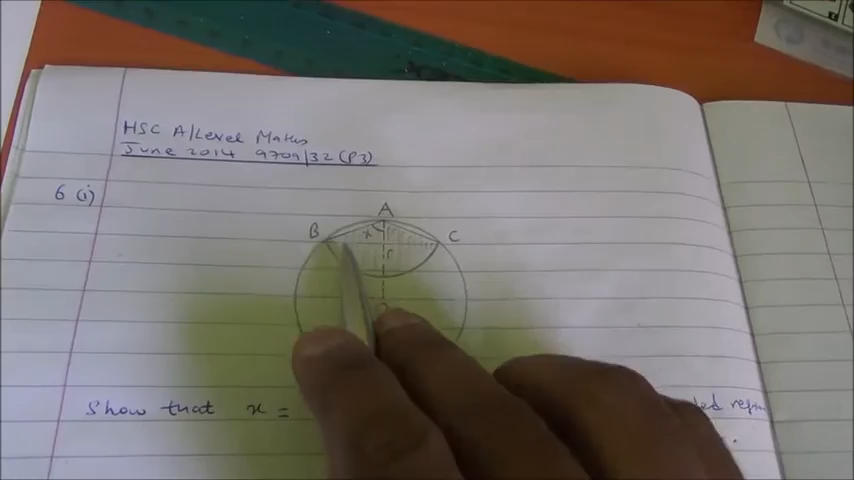 HSC A/Level Maths
June 2014 9709/32 (P3)
6 (i)
A
B
x
C
r
Show that x =